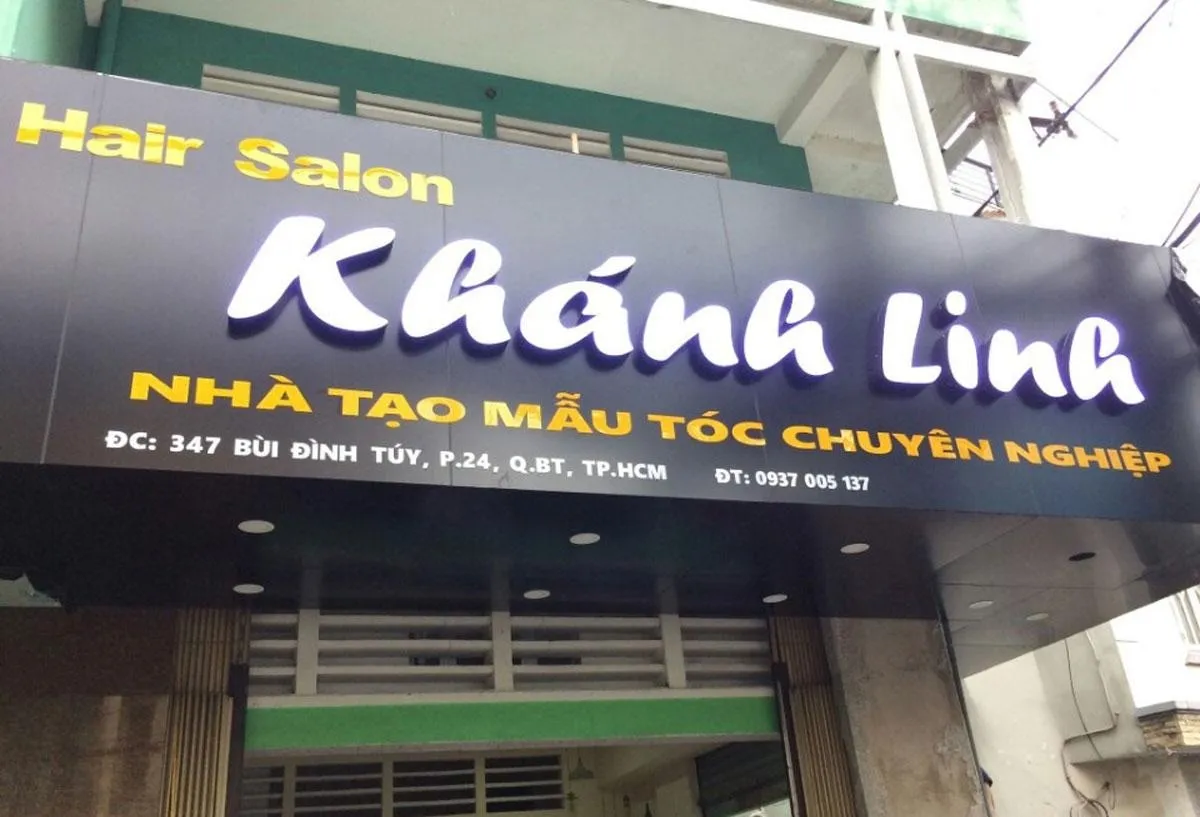 Hair Salon
Khánh Linh
NHÀ TẠO MẪU TÓC CHUYÊN NGHIỆP
ĐC: 347 BÙI ĐÌNH TÚY, P.24, Q.BT, TP.HCM ĐT: 0937 005 137